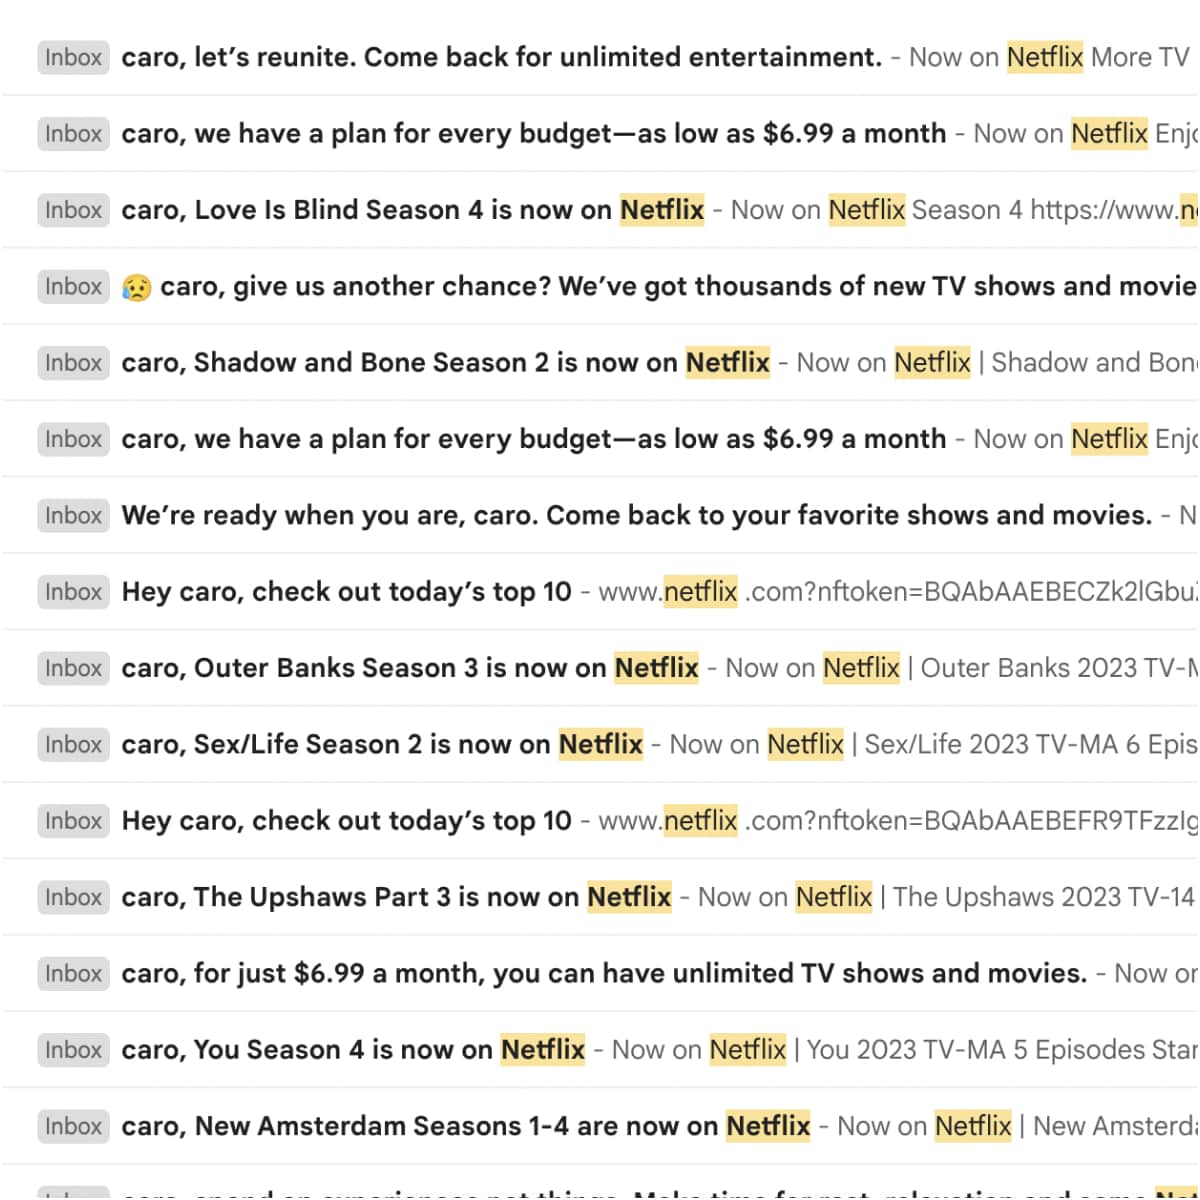 Inbox caro, let’s reunite. Come back for unlimited entertainment. - Now on Netflix More TV
Inbox caro, we have a plan for every budget—as low as $6.99 a month - Now on Netflix Enjo
Inbox caro, Love Is Blind Season 4 is now on Netflix - Now on Netflix Season 4 https://www.ne
Inbox 😥 caro, give us another chance? We’ve got thousands of new TV shows and movie
Inbox caro, Shadow and Bone Season 2 is now on Netflix - Now on Netflix | Shadow and Bone
Inbox caro, we have a plan for every budget—as low as $6.99 a month - Now on Netflix Enjo
Inbox We’re ready when you are, caro. Come back to your favorite shows and movies. - N
Inbox Hey caro, check out today’s top 10 - www.netflix .com?nftoken=BQAbAAEBECZk2lGbuZ
Inbox caro, Outer Banks Season 3 is now on Netflix - Now on Netflix | Outer Banks 2023 TV-M
Inbox caro, Sex/Life Season 2 is now on Netflix - Now on Netflix | Sex/Life 2023 TV-MA 6 Epis
Inbox Hey caro, check out today’s top 10 - www.netflix .com?nftoken=BQAbAAEBEFR9TFzzIg
Inbox caro, The Upshaws Part 3 is now on Netflix - Now on Netflix | The Upshaws 2023 TV-14
Inbox caro, for just $6.99 a month, you can have unlimited TV shows and movies. - Now on
Inbox caro, You Season 4 is now on Netflix - Now on Netflix | You 2023 TV-MA 5 Episodes Star
Inbox caro, New Amsterdam Seasons 1-4 are now on Netflix - Now on Netflix | New Amsterda